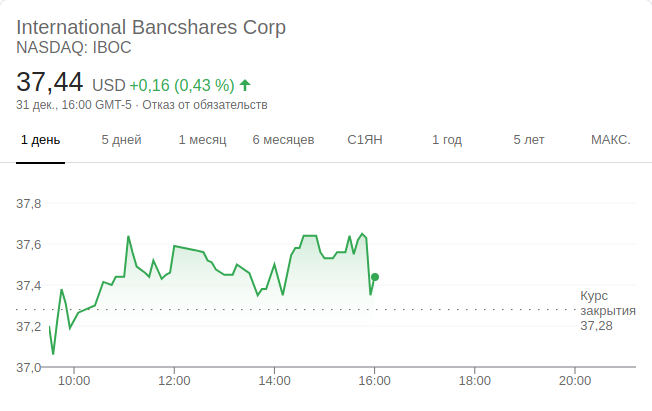 International Bancshares Corp
NASDAQ: IBOC
37,44 USD +0,16 (0,43 %)
31 дек., 16:00 GMT-5 · Отказ от обязательств
1 день 5 дней 1 месяц 6 месяцев С1ЯН 1 год 5 лет МАКС.
37,8
37,6
37,4
Курс
закрытия
37,28
37,2
37,0
10:00 12:00 14:00 16:00 18:00 20:00